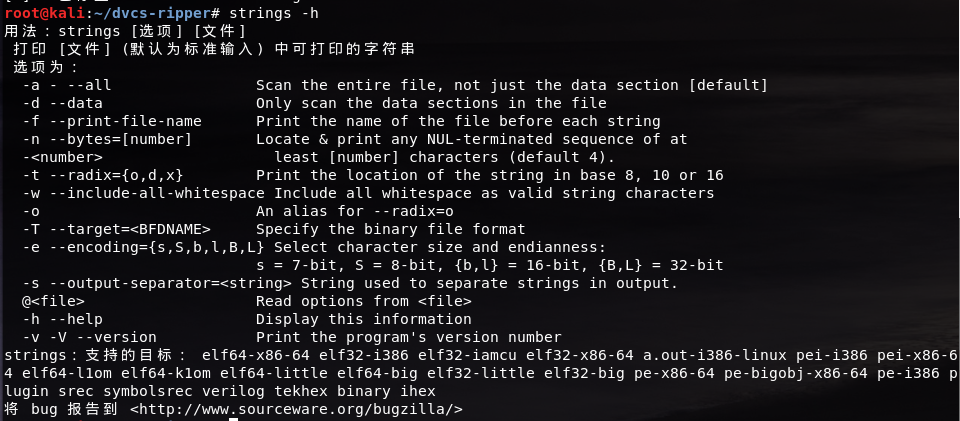 root@kali:~/dvcs-ripper# strings -h
用法：strings [选项] [文件]
 打印 [文件] (默认为标准输入) 中可打印的字符串
 选项为：
  -a - --all                Scan the entire file, not just the data section [default]
  -d --data                 Only scan the data sections in the file
  -f --print-file-name      Print the name of the file before each string
  -n --bytes=[number]       Locate & print any NUL-terminated sequence of at
  -<number>                   least [number] characters (default 4).
  -t --radix={o,d,x}        Print the location of the string in base 8, 10 or 16
  -w --include-all-whitespace Include all whitespace as valid string characters
  -o                        An alias for --radix=o
  -T --target=<BFDNAME>     Specify the binary file format
  -e --encoding={s,S,b,l,B,L} Select character size and endianness:
                            s = 7-bit, S = 8-bit, {b,l} = 16-bit, {B,L} = 32-bit
  -s --output-separator=<string> String used to separate strings in output.
  @<file>                   Read options from <file>
  -h --help                 Display this information
  -v -V --version           Print the program's version number
strings：支持的目标： elf64-x86-64 elf32-i386 elf32-iamcu elf32-x86-64 a.out-i386-linux pei-i386 pei-x86-6
4 elf64-l1om elf64-k1om elf64-little elf64-big elf32-little elf32-big pe-x86-64 pe-bigobj-x86-64 pe-i386 p
lugin srec symbolsrec verilog tekhex binary ihex
将 bug 报告到 <http://www.sourceware.org/bugzilla/>